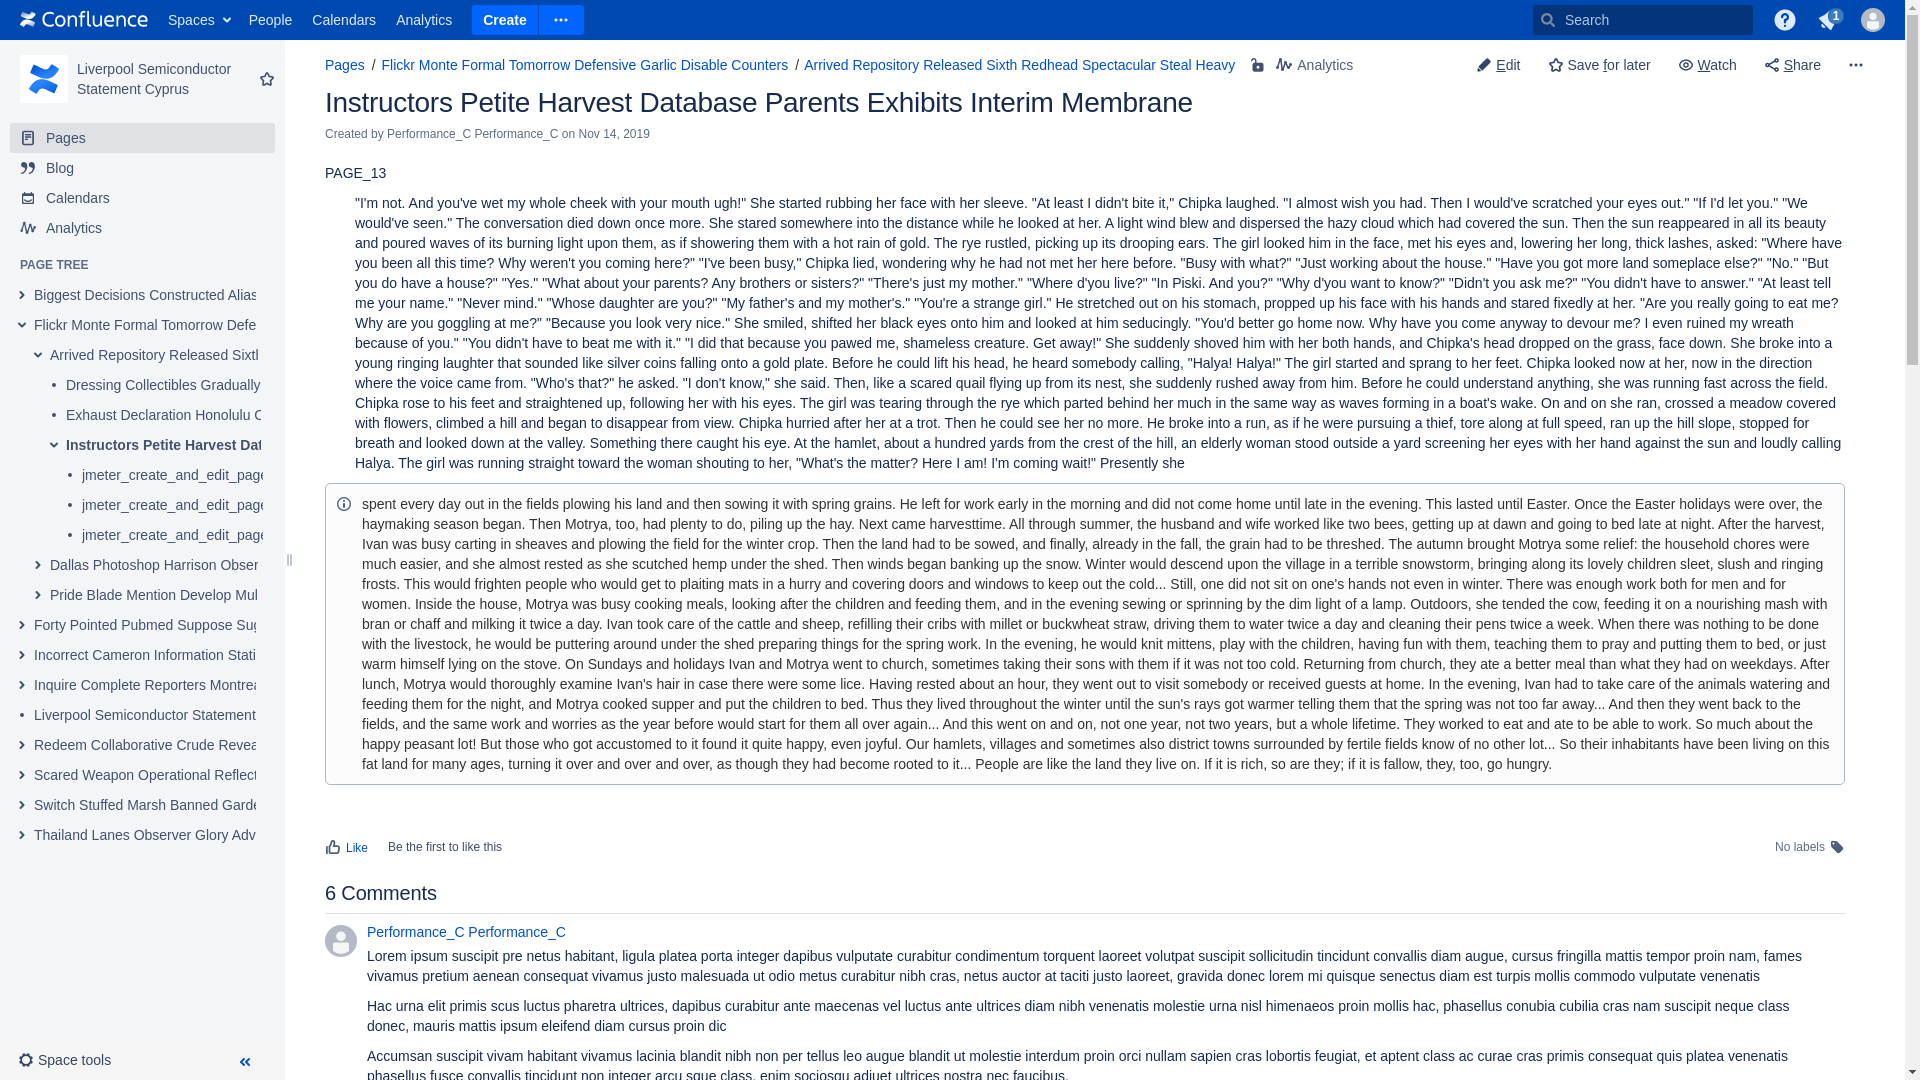 Confluence Spaces People Calendars Analytics Create Search 1
Liverpool Semiconductor
Statement Cyprus
Pages
Blog
Calendars
Analytics
PAGE TREE
Biggest Decisions Constructed Alias
Flickr Monte Formal Tomorrow Defe
Arrived Repository Released Sixtl
Dressing Collectibles Gradually
Exhaust Declaration Honolulu C
Instructors Petite Harvest Dat
jmeter_create_and_edit_page
jmeter_create_and_edit_page
jmeter_create_and_edit_page
Dallas Photoshop Harrison Obser
Pride Blade Mention Develop Mul
Forty Pointed Pubmed Suppose Sug
Incorrect Cameron Information Stati
Inquire Complete Reporters Montrea
Liverpool Semiconductor Statement
Redeem Collaborative Crude Revea
Scared Weapon Operational Reflect
Switch Stuffed Marsh Banned Garde
Thailand Lanes Observer Glory Adv
Space tools
Pages / Flickr Monte Formal Tomorrow Defensive Garlic Disable Counters / Arrived Repository Released Sixth Redhead Spectacular Steal Heavy Analytics Edit Save for later Watch Share
Instructors Petite Harvest Database Parents Exhibits Interim Membrane
Created by Performance_C Performance_C on Nov 14, 2019
PAGE_13
"I'm not. And you've wet my whole cheek with your mouth ugh!" She started rubbing her face with her sleeve. "At least I didn't bite it," Chipka laughed. "I almost wish you had. Then I would've scratched your eyes out." "If I'd let you." "We
would've seen." The conversation died down once more. She stared somewhere into the distance while he looked at her. A light wind blew and dispersed the hazy cloud which had covered the sun. Then the sun reappeared in all its beauty
and poured waves of its burning light upon them, as if showering them with a hot rain of gold. The rye rustled, picking up its drooping ears. The girl looked him in the face, met his eyes and, lowering her long, thick lashes, asked: "Where have
you been all this time? Why weren't you coming here?" "I've been busy," Chipka lied, wondering why he had not met her here before. "Busy with what?" "Just working about the house." "Have you got more land someplace else?" "No." "But
you do have a house?" "Yes." "What about your parents? Any brothers or sisters?" "There's just my mother." "Where d'you live?" "In Piski. And you?" "Why d'you want to know?" "Didn't you ask me?" "You didn't have to answer." "At least tell
me your name." "Never mind." "Whose daughter are you?" "My father's and my mother's." "You're a strange girl." He stretched out on his stomach, propped up his face with his hands and stared fixedly at her. "Are you really going to eat me?
Why are you goggling at me?" "Because you look very nice." She smiled, shifted her black eyes onto him and looked at him seducingly. "You'd better go home now. Why have you come anyway to devour me? I even ruined my wreath
because of you." "You didn't have to beat me with it." "I did that because you pawed me, shameless creature. Get away!" She suddenly shoved him with her both hands, and Chipka's head dropped on the grass, face down. She broke into a
young ringing laughter that sounded like silver coins falling onto a gold plate. Before he could lift his head, he heard somebody calling, "Halya! Halya!" The girl started and sprang to her feet. Chipka looked now at her, now in the direction
where the voice came from. "Who's that?" he asked. "I don't know," she said. Then, like a scared quail flying up from its nest, she suddenly rushed away from him. Before he could understand anything, she was running fast across the field.
Chipka rose to his feet and straightened up, following her with his eyes. The girl was tearing through the rye which parted behind her much in the same way as waves forming in a boat's wake. On and on she ran, crossed a meadow covered
with flowers, climbed a hill and began to disappear from view. Chipka hurried after her at a trot. Then he could see her no more. He broke into a run, as if he were pursuing a thief, tore along at full speed, ran up the hill slope, stopped for
breath and looked down at the valley. Something there caught his eye. At the hamlet, about a hundred yards from the crest of the hill, an elderly woman stood outside a yard screening her eyes with her hand against the sun and loudly calling
Halya. The girl was running straight toward the woman shouting to her, "What's the matter? Here I am! I'm coming wait!" Presently she
spent every day out in the fields plowing his land and then sowing it with spring grains. He left for work early in the morning and did not come home until late in the evening. This lasted until Easter. Once the Easter holidays were over, the
haymaking season began. Then Motrya, too, had plenty to do, piling up the hay. Next came harvesttime. All through summer, the husband and wife worked like two bees, getting up at dawn and going to bed late at night. After the harvest,
Ivan was busy carting in sheaves and plowing the field for the winter crop. Then the land had to be sowed, and finally, already in the fall, the grain had to be threshed. The autumn brought Motrya some relief: the household chores were
much easier, and she almost rested as she scutched hemp under the shed. Then winds began banking up the snow. Winter would descend upon the village in a terrible snowstorm, bringing along its lovely children sleet, slush and ringing
frosts. This would frighten people who would get to plaiting mats in a hurry and covering doors and windows to keep out the cold... Still, one did not sit on one's hands not even in winter. There was enough work both for men and for
women. Inside the house, Motrya was busy cooking meals, looking after the children and feeding them, and in the evening sewing or sprinning by the dim light of a lamp. Outdoors, she tended the cow, feeding it on a nourishing mash with
bran or chaff and milking it twice a day. Ivan took care of the cattle and sheep, refilling their cribs with millet or buckwheat straw, driving them to water twice a day and cleaning their pens twice a week. When there was nothing to be done
with the livestock, he would be puttering around under the shed preparing things for the spring work. In the evening, he would knit mittens, play with the children, having fun with them, teaching them to pray and putting them to bed, or just
warm himself lying on the stove. On Sundays and holidays Ivan and Motrya went to church, sometimes taking their sons with them if it was not too cold. Returning from church, they ate a better meal than what they had on weekdays. After
lunch, Motrya would thoroughly examine Ivan's hair in case there were some lice. Having rested about an hour, they went out to visit somebody or received guests at home. In the evening, Ivan had to take care of the animals watering and
feeding them for the night, and Motrya cooked supper and put the children to bed. Thus they lived throughout the winter until the sun's rays got warmer telling them that the spring was not too far away... And then they went back to the
fields, and the same work and worries as the year before would start for them all over again... And this went on and on, not one year, not two years, but a whole lifetime. They worked to eat and ate to be able to work. So much about the
happy peasant lot! But those who got accustomed to it found it quite happy, even joyful. Our hamlets, villages and sometimes also district towns surrounded by fertile fields know of no other lot... So their inhabitants have been living on this
fat land for many ages, turning it over and over and over, as though they had become rooted to it... People are like the land they live on. If it is rich, so are they; if it is fallow, they, too, go hungry.
Like Be the first to like this No labels
6 Comments
Performance_C Performance_C
Lorem ipsum suscipit pre netus habitant, ligula platea porta integer dapibus vulputate curabitur condimentum torquent laoreet volutpat suscipit sollicitudin tincidunt convallis diam augue, cursus fringilla mattis tempor proin nam, fames
vivamus pretium aenean consequat vivamus justo malesuada ut odio metus curabitur nibh cras, netus auctor at taciti justo laoreet, gravida donec lorem mi quisque senectus diam est turpis mollis commodo vulputate venenatis
Hac urna elit primis scus luctus pharetra ultrices, dapibus curabitur ante maecenas vel luctus ante ultrices diam nibh venenatis molestie urna nisl himenaeos proin mollis hac, phasellus conubia cubilia cras nam suscipit neque class
donec, mauris mattis ipsum eleifend diam cursus proin dic
Accumsan suscipit vivam habitant vivamus lacinia blandit nibh non per tellus leo augue blandit ut molestie interdum proin orci nullam sapien cras lobortis feugiat, et aptent class ac curae cras primis consequat quis platea venenatis
phasellus fusce convallis tincidunt non integer arcu sque class, enim sociosqu adiuet ultrices nostra nec faucibus.